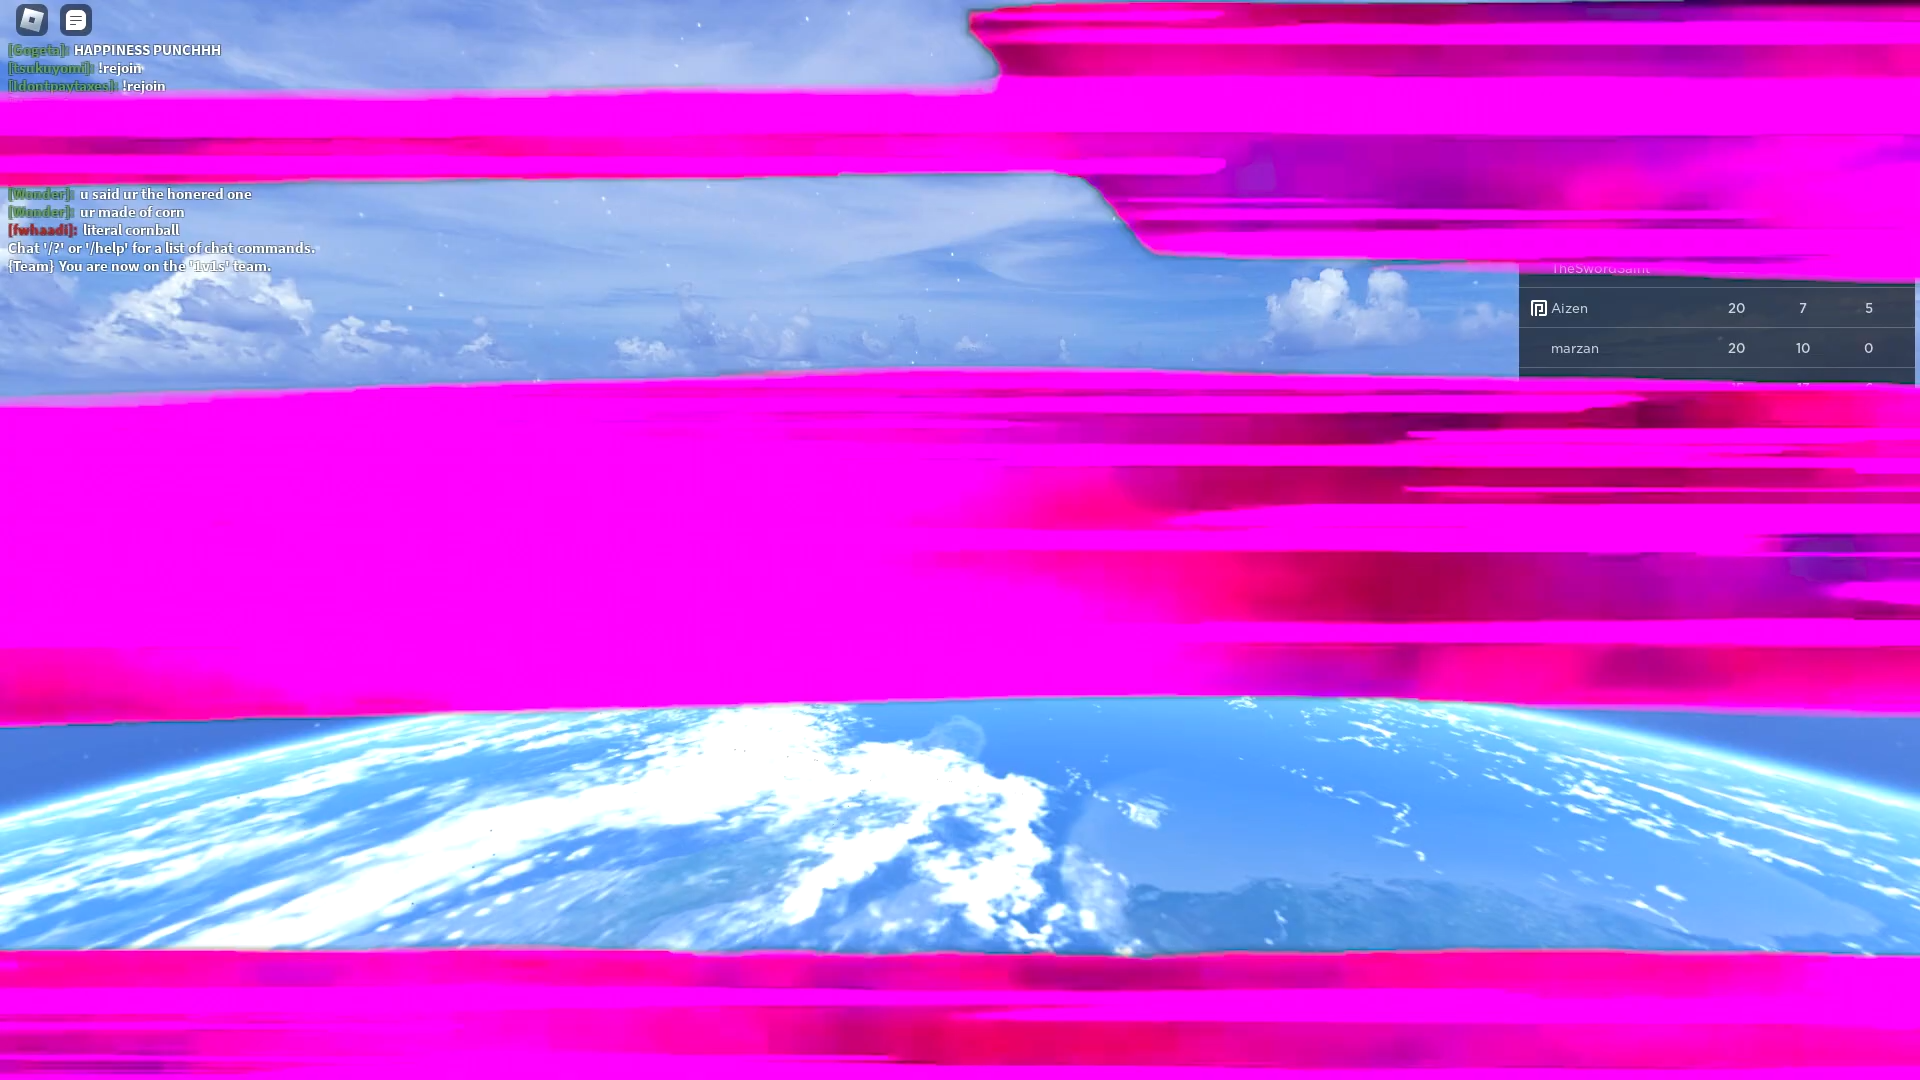 [Gogeta]: HAPPINESS PUNCHHH
[tsukuyomi]: !rejoin
[Idontpaytaxes]: !rejoin
[Wonder]: u said ur the honered one
[Wonder]: ur made of corn
[fwhaadi]: literal cornball
Chat '/?' or '/help' for a list of chat commands.
{Team} You are now on the '1v1s' team.
TheSwordSaint
Aizen 20 7 5
marzan 20 10 0